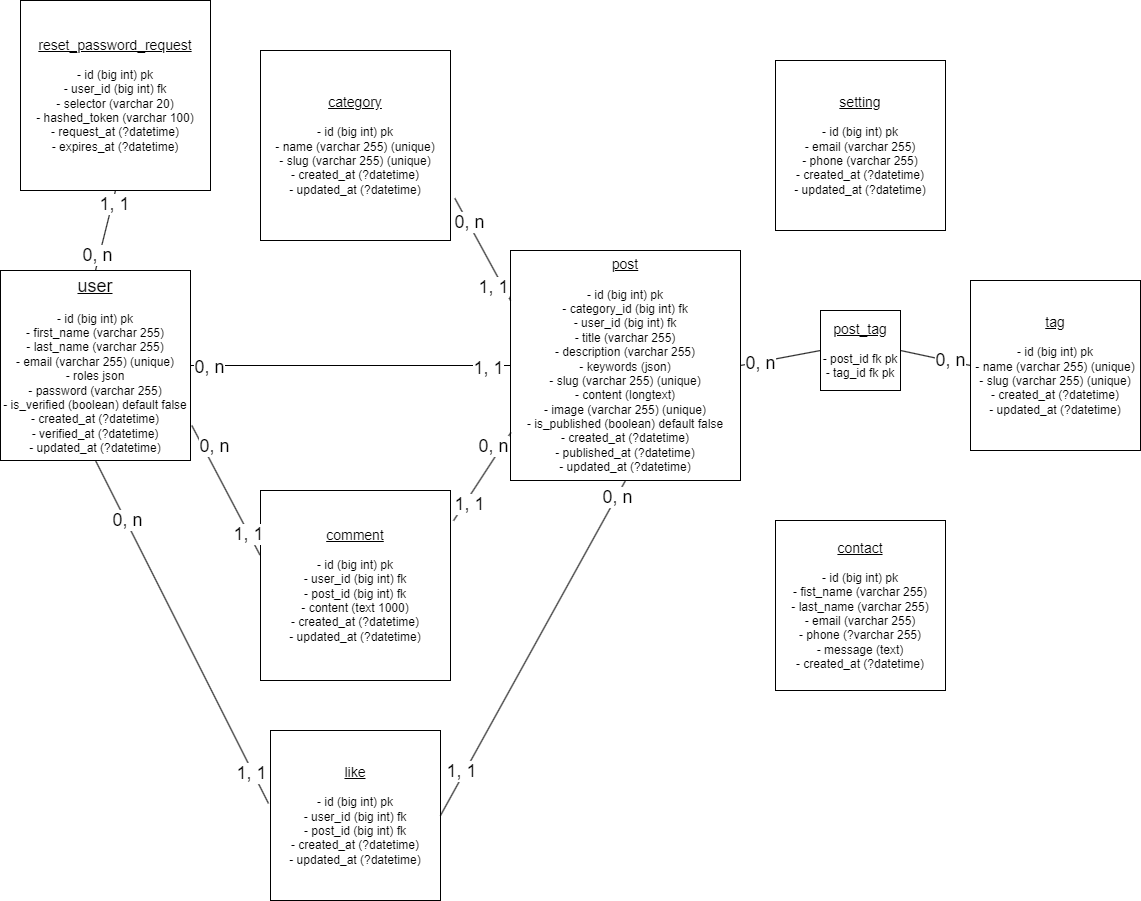 reset_password_request
- id (big int) pk
- user_id (big int) fk
- selector (varchar 20)
- hashed_token (varchar 100)
- request_at (?datetime)
- expires_at (?datetime)
1, 1
0, n
category
- id (big int) pk
- name (varchar 255) (unique)
- slug (varchar 255) (unique)
- created_at (?datetime)
- updated_at (?datetime)
0, n
1, 1
setting
- id (big int) pk
- email (varchar 255)
- phone (varchar 255)
- created_at (?datetime)
- updated_at (?datetime)
user
- id (big int) pk
- first_name (varchar 255)
- last_name (varchar 255)
- email (varchar 255) (unique)
- roles json
- password (varchar 255)
- is_verified (boolean) default false
- created_at (?datetime)
- verified_at (?datetime)
- updated_at (?datetime)
0, n
1, 1
post
- id (big int) pk
- category_id (big int) fk
- user_id (big int) fk
- title (varchar 255)
- description (varchar 255)
- keywords (json)
- slug (varchar 255) (unique)
- content (longtext)
- image (varchar 255) (unique)
- is_published (boolean) default false
- created_at (?datetime)
- published_at (?datetime)
- updated_at (?datetime)
0, n
post_tag
- post_id fk pk
- tag_id fk pk
0, n
tag
- id (big int) pk
- name (varchar 255) (unique)
- slug (varchar 255) (unique)
- created_at (?datetime)
- updated_at (?datetime)
0, n
1, 1
0, n
1, 1
comment
- id (big int) pk
- user_id (big int) fk
- post_id (big int) fk
- content (text 1000)
- created_at (?datetime)
- updated_at (?datetime)
contact
- id (big int) pk
- fist_name (varchar 255)
- last_name (varchar 255)
- email (varchar 255)
- phone (?varchar 255)
- message (text)
- created_at (?datetime)
0, n
0, n
1, 1
1, 1
like
- id (big int) pk
- user_id (big int) fk
- post_id (big int) fk
- created_at (?datetime)
- updated_at (?datetime)